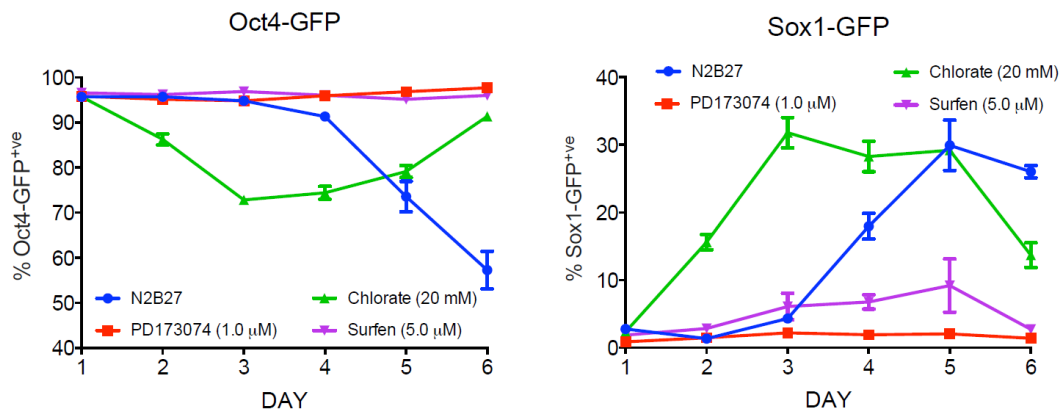 Oct4-GFP
% Oct4-GFP+ve
100
90
80
70
60
50
40
N2B27
Chlorate (20 mM)
PD173074 (1.0 μM)
Surfen (5.0 μM)
1 2 3 4 5 6
DAY
Sox1-GFP
% Sox1-GFP+ve
40
30
20
10
0
N2B27
Chlorate (20 mM)
PD173074 (1.0 μM)
Surfen (5.0 μM)
1 2 3 4 5 6
DAY